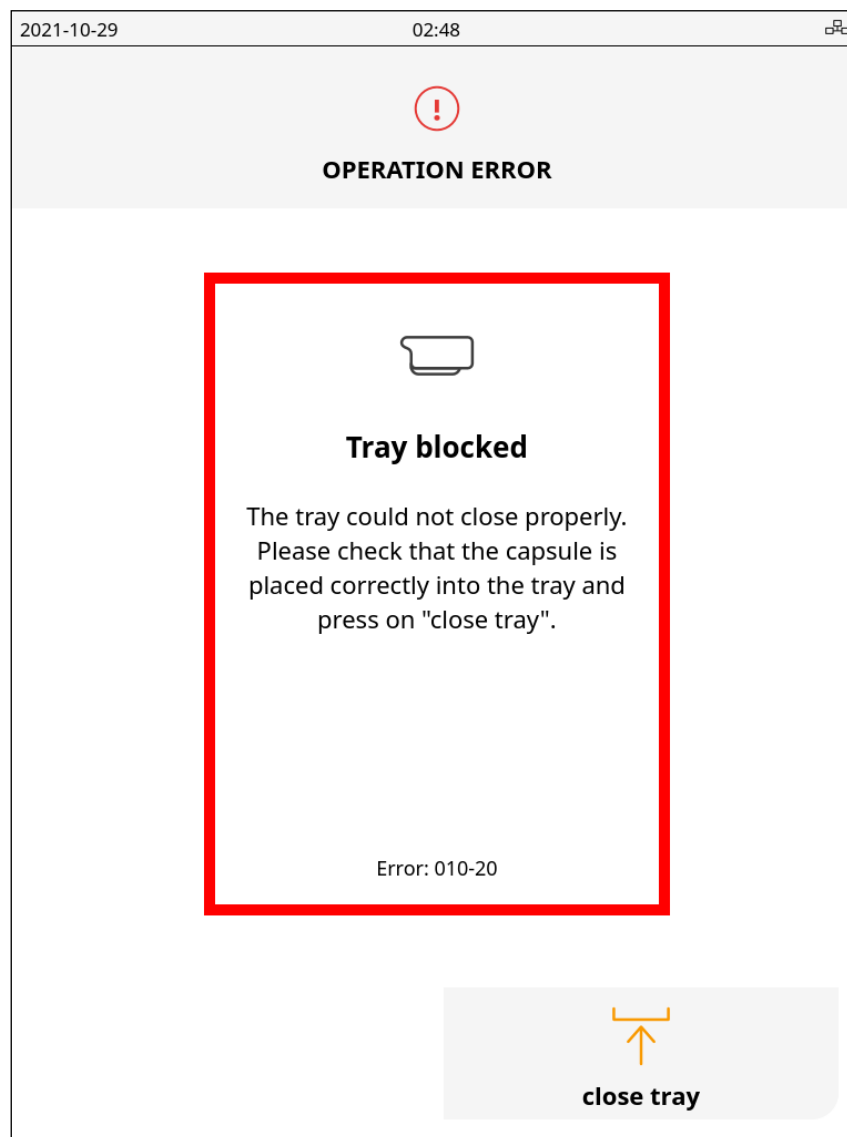 2021-10-29 02:48
OPERATION ERROR
Tray blocked
The tray could not close properly.
Please check that the capsule is
placed correctly into the tray and
press on "close tray".
Error: 010-20
close tray